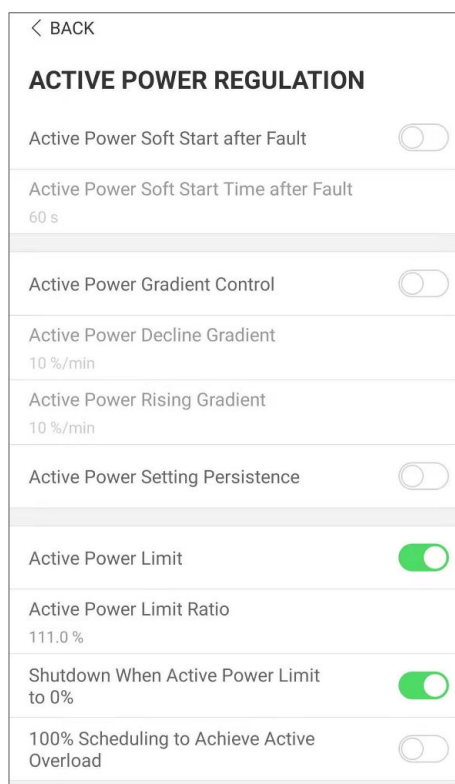 < BACK
ACTIVE POWER REGULATION
Active Power Soft Start after Fault
Active Power Soft Start Time after Fault
60 s
Active Power Gradient Control
Active Power Decline Gradient
10 %/min
Active Power Rising Gradient
10 %/min
Active Power Setting Persistence
Active Power Limit
Active Power Limit Ratio
111.0 %
Shutdown When Active Power Limit
to 0%
100% Scheduling to Achieve Active
Overload